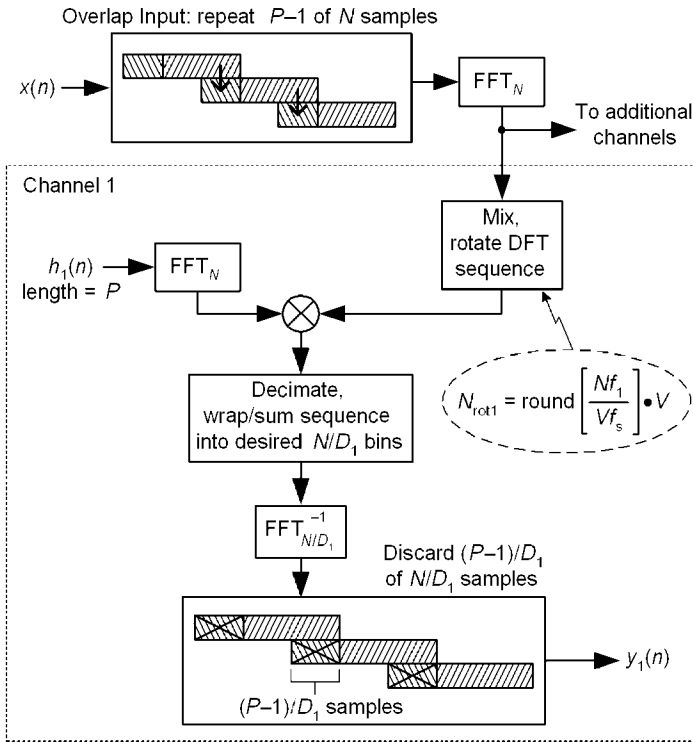 Overlap Input: repeat P–1 of N samples
x(n)
FFT_N
To additional
channels
Channel 1
Mix,
rotate DFT
sequence
h_1(n)
length = P
FFT_N
N_rot1 = round [Nf_1 / Vf_s] • V
Decimate,
wrap/sum sequence
into desired N/D_1 bins
FFT^–1_N/D_1
Discard (P–1)/D_1
of N/D_1 samples
y_1(n)
(P–1)/D_1 samples